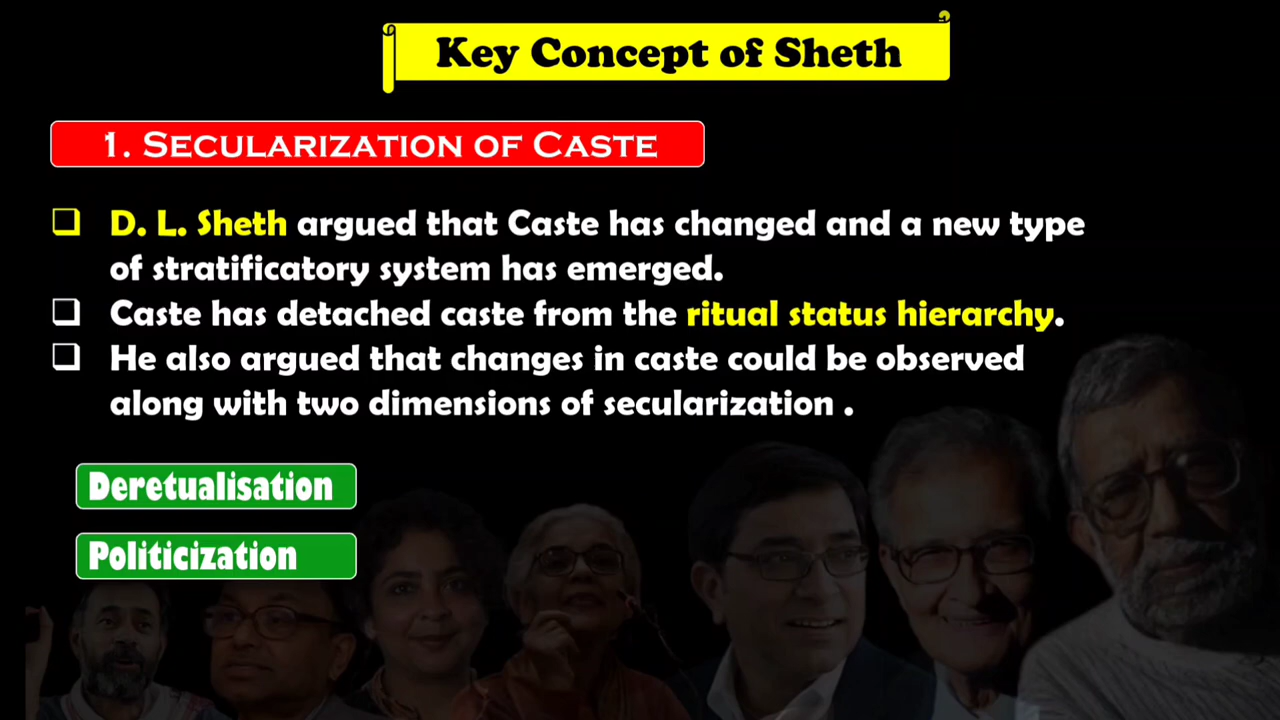 Key Concept of Sheth
1. SECULARIZATION OF CASTE
D. L. Sheth argued that Caste has changed and a new type
of stratificatory system has emerged.
Caste has detached caste from the ritual status hierarchy.
He also argued that changes in caste could be observed
along with two dimensions of secularization .
Deretualisation
Politicization